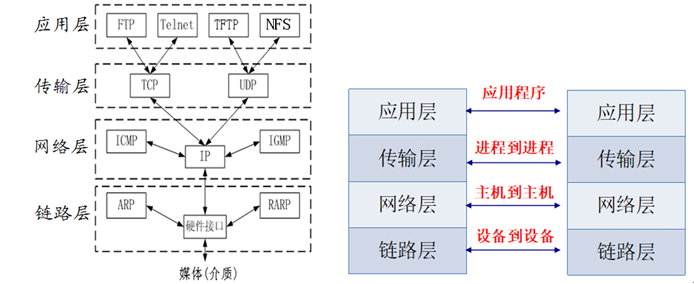 应用层
FTP
Telnet
TFTP
NFS
传输层
TCP
UDP
网络层
ICMP
IP
IGMP
链路层
ARP
硬件接口
RARP
媒体(介质)
应用层
应用程序
应用层
传输层
进程到进程
传输层
网络层
主机到主机
网络层
链路层
设备到设备
链路层